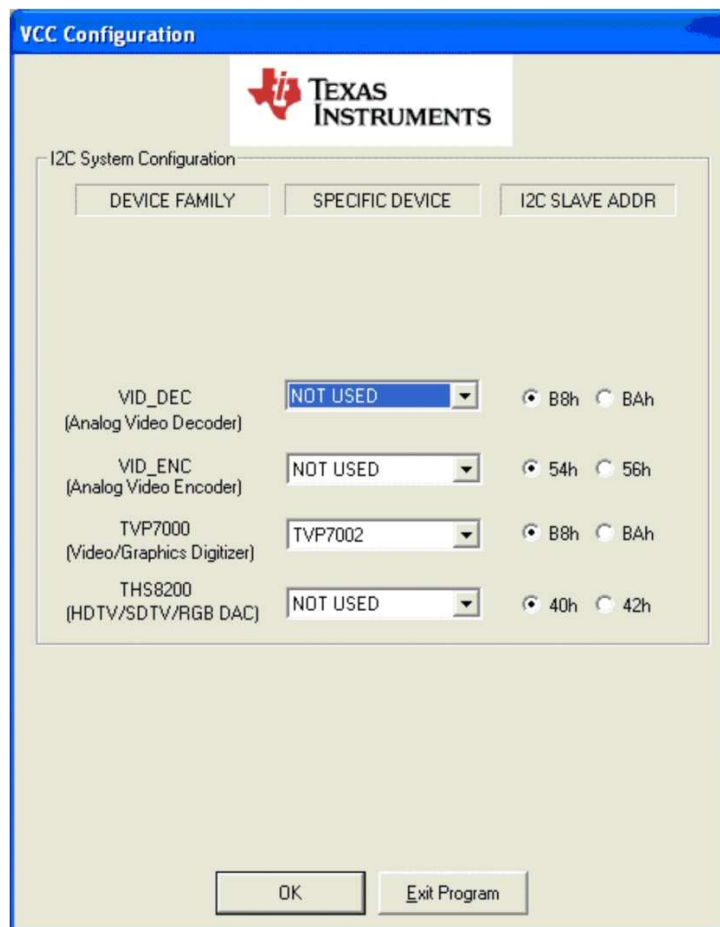 VCC Configuration
TEXAS
INSTRUMENTS
I2C System Configuration
DEVICE FAMILY SPECIFIC DEVICE I2C SLAVE ADDR
VID_DEC
(Analog Video Decoder)
NOT USED
B8h BAh
VID_ENC
(Analog Video Encoder)
NOT USED
54h 56h
TVP7000
(Video/Graphics Digitizer)
TVP7002
B8h BAh
THS8200
(HDTV/SDTV/RGB DAC)
NOT USED
40h 42h
OK Exit Program